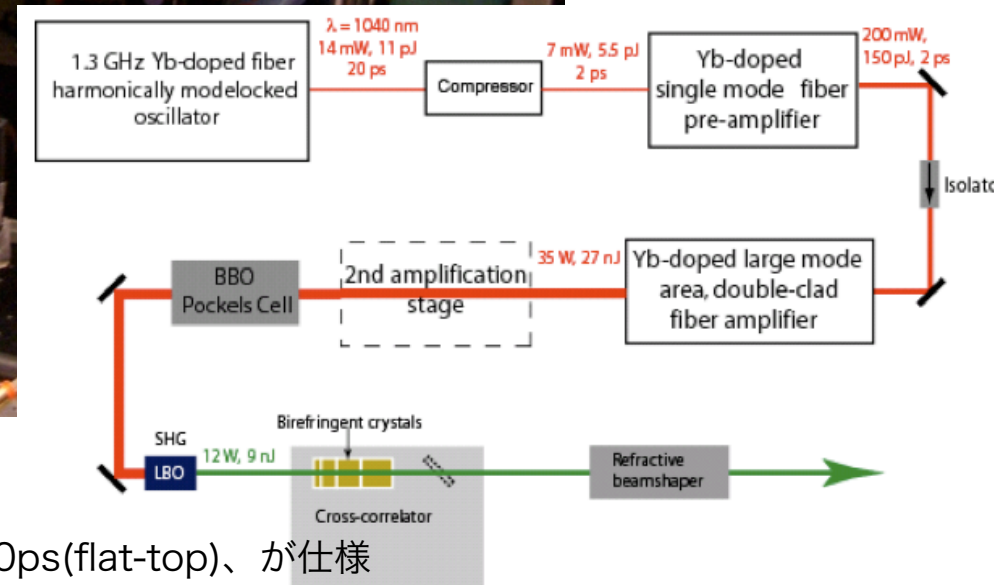 1.3 GHz Yb-doped fiber
harmonically modelocked
oscillator
λ = 1040 nm
14 mW, 11 pJ
20 ps
Compressor
7 mW, 5.5 pJ
2 ps
Yb-doped
single mode fiber
pre-amplifier
200 mW,
150 pJ, 2 ps
Isolato
BBO
Pockels Cell
2nd amplification
stage
35 W, 27 nJ
Yb-doped large mode
area, double-clad
fiber amplifier
SHG
LBO
12 W, 9 nJ
Birefringent crystals
Cross-correlator
Refractive
beamshaper
0ps(flat-top)、が仕様